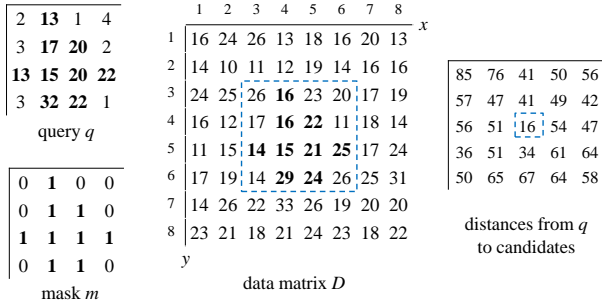 2 13 1 4
3 17 20 2
13 15 20 22
3 32 22 1
query q
0 1 0 0
0 1 1 0
1 1 1 1
0 1 1 0
mask m
1 2 3 4 5 6 7 8
x
1 16 24 26 13 18 16 20 13
2 14 10 11 12 19 14 16 16
3 24 25 26 16 23 20 17 19
4 16 12 17 16 22 11 18 14
5 11 15 14 15 21 25 17 24
6 17 19 14 29 24 26 25 31
7 14 26 22 33 26 19 20 20
8 23 21 18 21 24 23 18 22
y
data matrix D
85 76 41 50 56
57 47 41 49 42
56 51 16 54 47
36 51 34 61 64
50 65 67 64 58
distances from q
to candidates